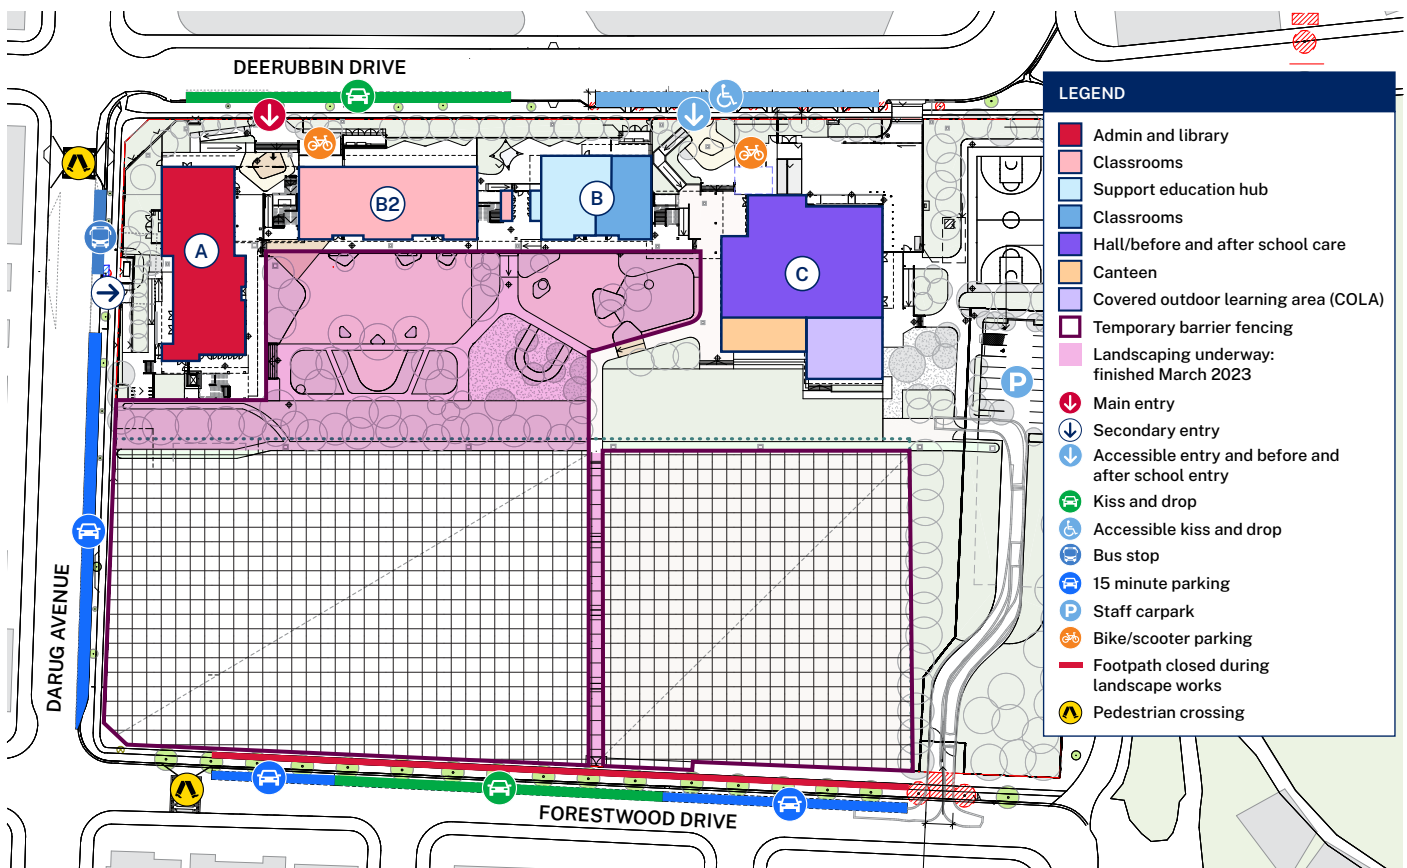 DEERUBBIN DRIVE
A
B2
B
C
P
DARUG AVENUE
FORESTWOOD DRIVE
LEGEND
Admin and library
Classrooms
Support education hub
Classrooms
Hall/before and after school care
Canteen
Covered outdoor learning area (COLA)
Temporary barrier fencing
Landscaping underway:
finished March 2023
Main entry
Secondary entry
Accessible entry and before and
after school entry
Kiss and drop
Accessible kiss and drop
Bus stop
15 minute parking
P Staff carpark
Bike/scooter parking
Footpath closed during
landscape works
Pedestrian crossing